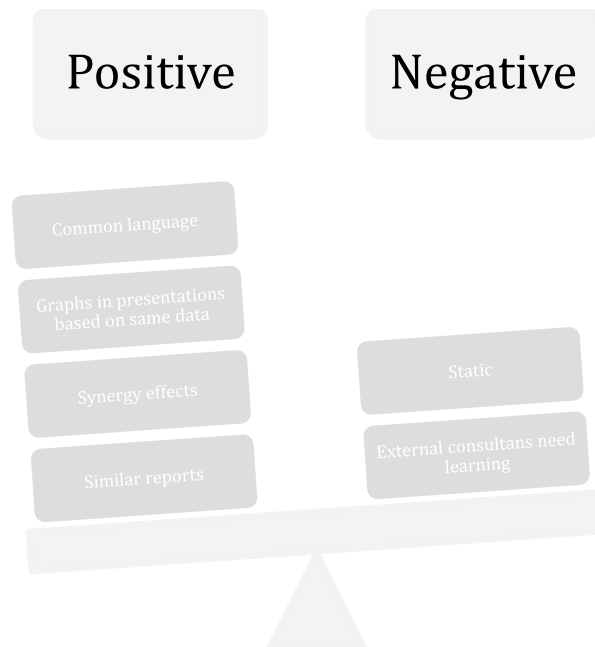 Positive
Negative
Common language
Graphs in presentations
based on same data
Synergy effects
Similar reports
Static
External consultans need
learning